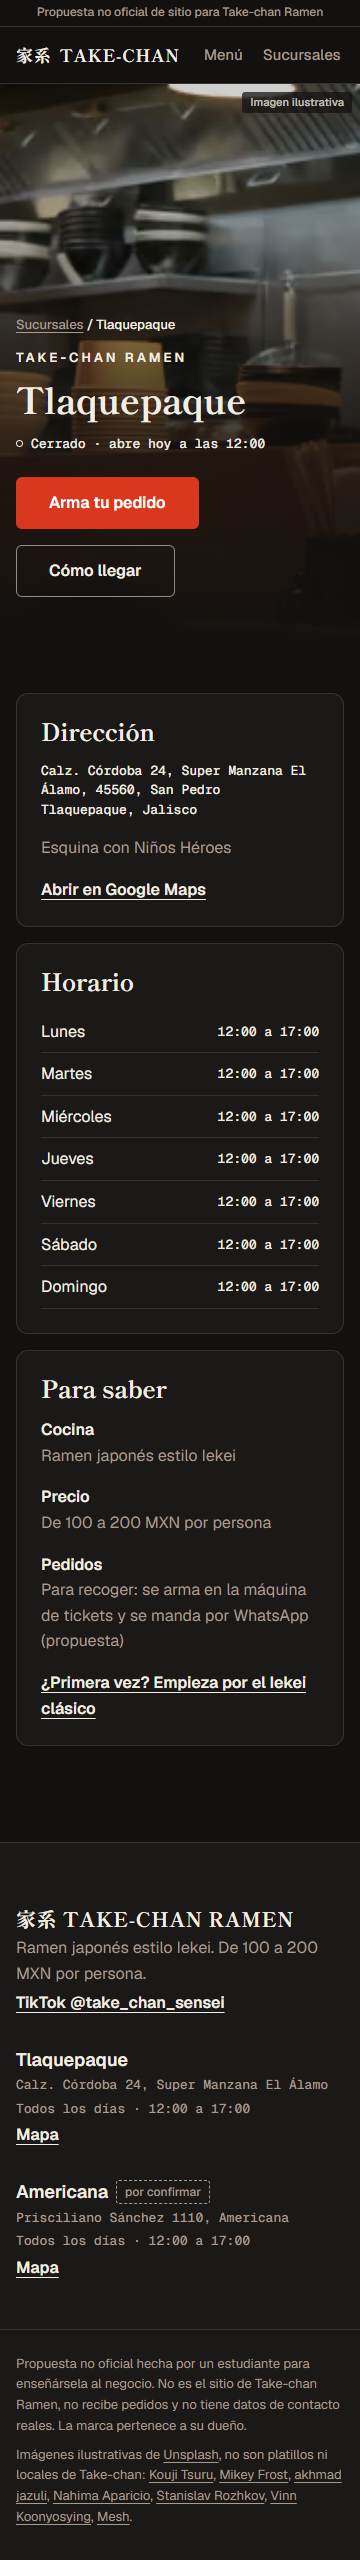 Propuesta no oficial de sitio para Take-chan Ramen
家系 TAKE-CHAN Menú Sucursales
Imagen ilustrativa
Sucursales / Tlaquepaque
TAKE-CHAN RAMEN
Tlaquepaque
Cerrado · abre hoy a las 12:00
Arma tu pedido
Cómo llegar
Dirección
Calz. Córdoba 24, Super Manzana El
Álamo, 45560, San Pedro
Tlaquepaque, Jalisco
Esquina con Niños Héroes
Abrir en Google Maps
Horario
Lunes 12:00 a 17:00
Martes 12:00 a 17:00
Miércoles 12:00 a 17:00
Jueves 12:00 a 17:00
Viernes 12:00 a 17:00
Sábado 12:00 a 17:00
Domingo 12:00 a 17:00
Para saber
Cocina
Ramen japonés estilo Iekei
Precio
De 100 a 200 MXN por persona
Pedidos
Para recoger: se arma en la máquina
de tickets y se manda por WhatsApp
(propuesta)
¿Primera vez? Empieza por el Iekei
clásico
家系 TAKE-CHAN RAMEN
Ramen japonés estilo Iekei. De 100 a 200
MXN por persona.
TikTok @take_chan_sensei
Tlaquepaque
Calz. Córdoba 24, Super Manzana El Álamo
Todos los días · 12:00 a 17:00
Mapa
Americana por confirmar
Prisciliano Sánchez 1110, Americana
Todos los días · 12:00 a 17:00
Mapa
Propuesta no oficial hecha por un estudiante para
enseñársela al negocio. No es el sitio de Take-chan
Ramen, no recibe pedidos y no tiene datos de contacto
reales. La marca pertenece a su dueño.
Imágenes ilustrativas de Unsplash, no son platillos ni
locales de Take-chan: Kouji Tsuru, Mikey Frost, akhmad
jazuli, Nahima Aparicio, Stanislav Rozhkov, Vinn
Koonyosying, Mesh.